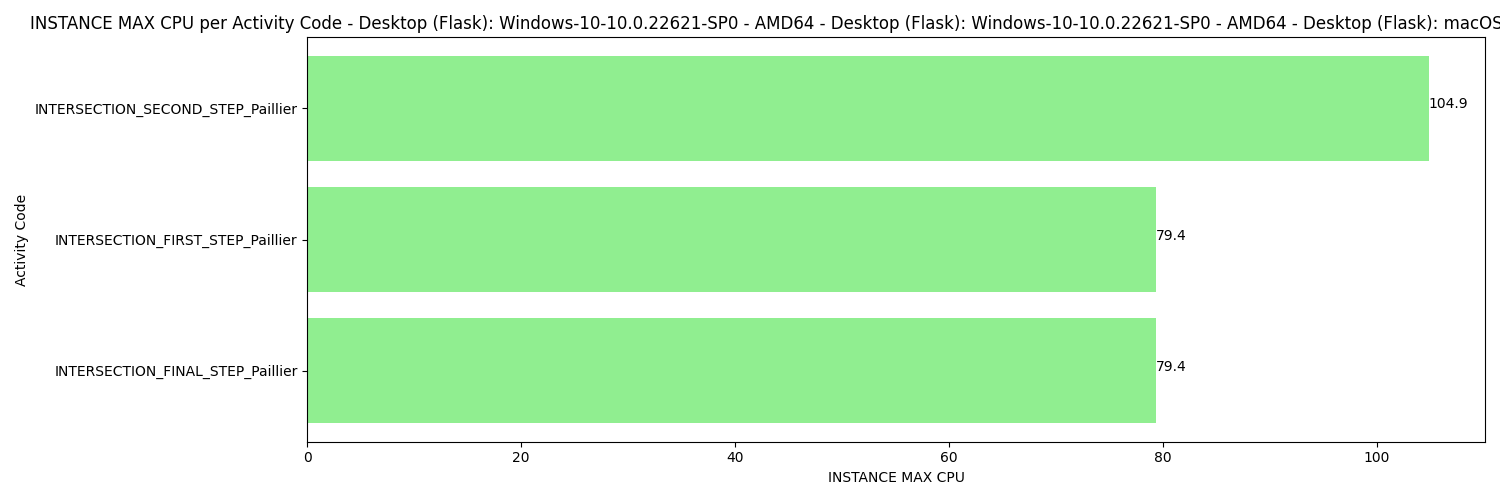 INSTANCE MAX CPU per Activity Code - Desktop (Flask): Windows-10-10.0.22621-SP0 - AMD64 - Desktop (Flask): Windows-10-10.0.22621-SP0 - AMD64 - Desktop (Flask): macOS
INTERSECTION_SECOND_STEP_Paillier
104.9
Activity Code
INTERSECTION_FIRST_STEP_Paillier
79.4
INTERSECTION_FINAL_STEP_Paillier
79.4
0 20 40 60 80 100
INSTANCE MAX CPU